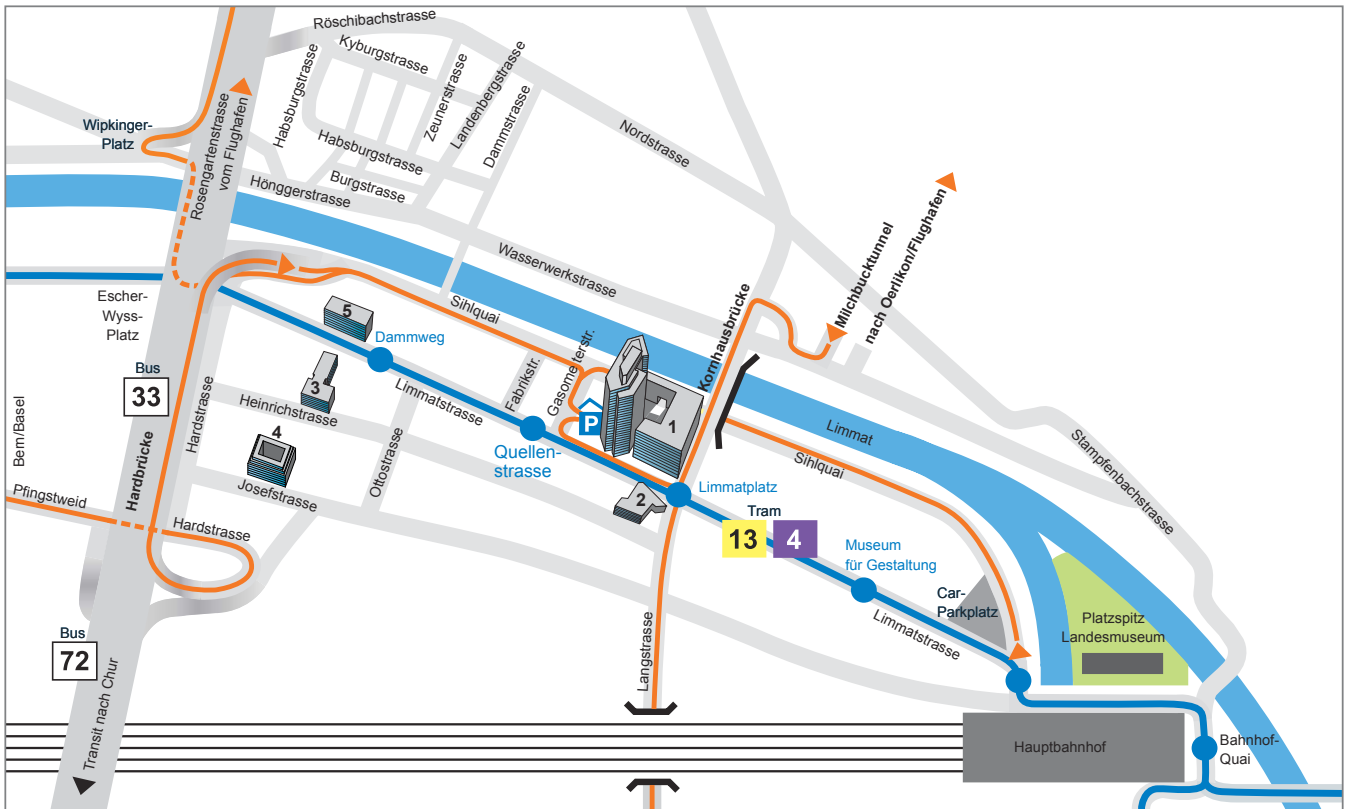 Röschibachstrasse
Kyburgstrasse
Habsburgstrasse
Zeunerstrasse
Landenbergstrasse
Dammstrasse
Nordstrasse
Wipkinger-
Platz
Rosengartenstrasse
vom Flughafen
Habsburgstrasse
Burgstrasse
Hönggerstrasse
Wasserwerkstrasse
Milchbucktunnel
nach Oerlikon/Flughafen
Kornhausbrücke
Escher-
Wyss-
Platz
5
Dammweg
Sihlquai
Gasometerstr.
Fabrikstr.
Bus
33
Hardstrasse
3
Limmatstrasse
Heinrichstrasse
P
1
Limmat
4
Quellen-
strasse
Ottostrasse
Josefstrasse
Bern/Basel
Pfingstweid
Hardbrücke
Hardstrasse
2
Limmatplatz
Tram
13
4
Sihlquai
Stampfenbachstrasse
Museum
für Gestaltung
Car-
Parkplatz
Limmatstrasse
Platzspitz
Landesmuseum
Bus
72
Transit nach Chur
Langstrasse
Hauptbahnhof
Bahnhof-
Quai